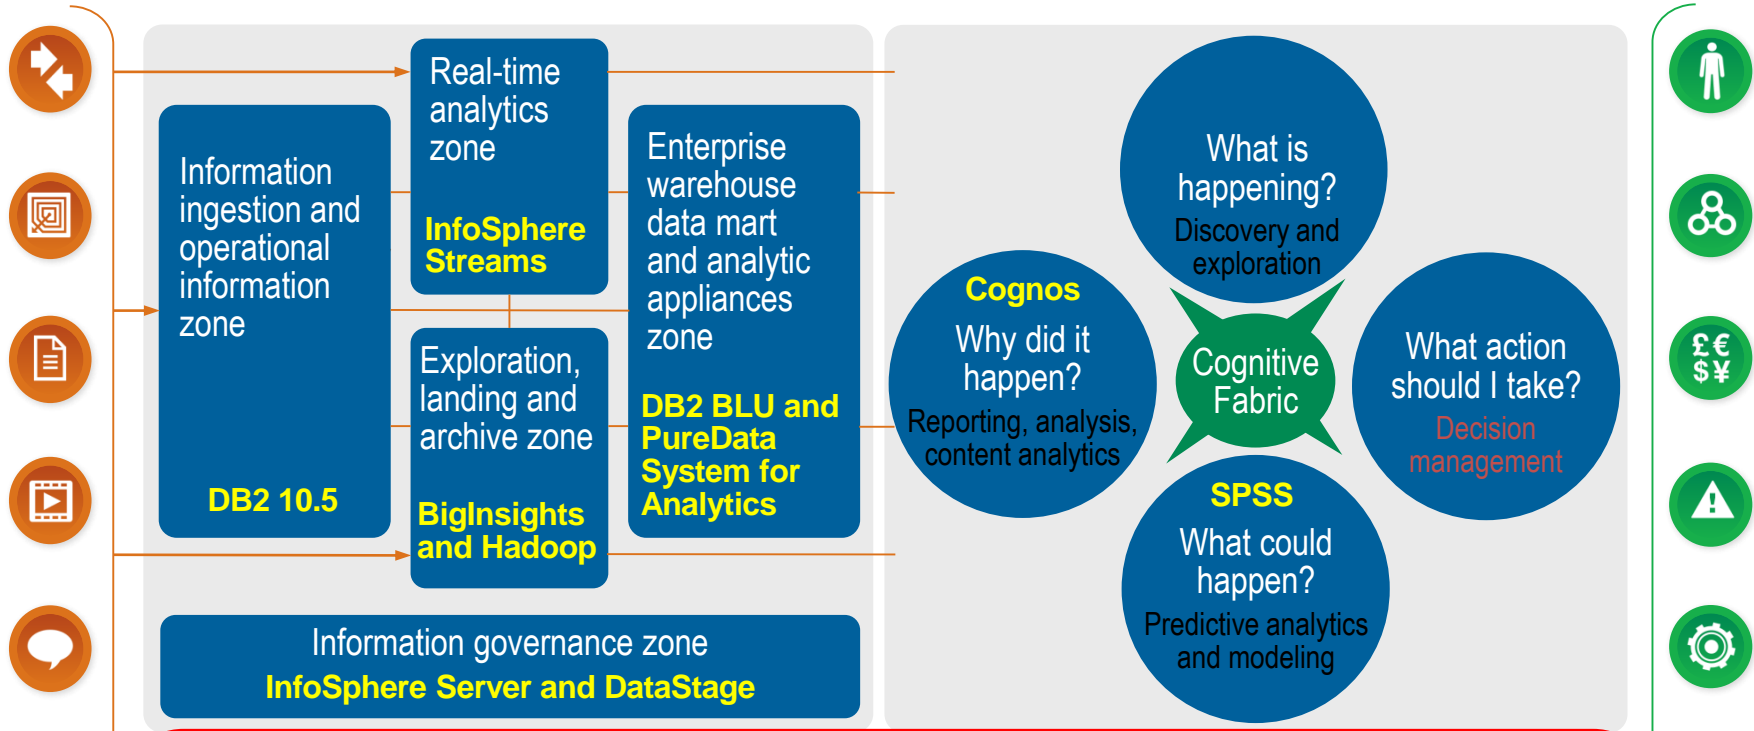 Real-time
analytics
zone
InfoSphere
Streams
Information
ingestion and
operational
information
zone
DB2 10.5
Exploration,
landing and
archive zone
BigInsights
and Hadoop
Enterprise
warehouse
data mart
and analytic
appliances
zone
DB2 BLU and
PureData
System for
Analytics
Information governance zone
InfoSphere Server and DataStage
What is
happening?
Discovery and
exploration
Cognos
Why did it
happen?
Reporting, analysis,
content analytics
Cognitive
Fabric
What action
should I take?
Decision
management
SPSS
What could
happen?
Predictive analytics
and modeling
£€
$¥